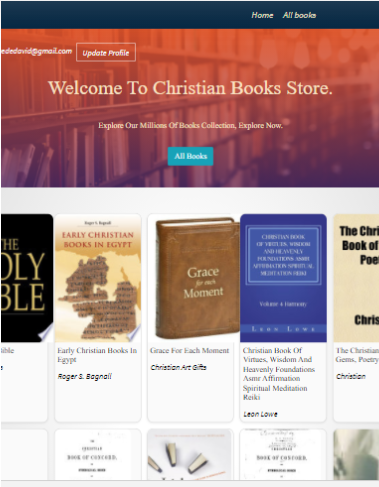 Home All books
ededavid@gmail.com Update Profile
Welcome To Christian Books Store.
Explore Our Millions Of Books Collection, Explore Now.
All Books
THE
HOLY
BIBLE
Roger S. Bagnall
EARLY CHRISTIAN
BOOKS IN EGYPT
Grace
for each
Moment
CHRISTIAN BOOK
OF VIRTUES, WISDOM
AND HEAVENLY
FOUNDATIONS ASMR
AFFIRMATION SPIRITUAL
MEDITATION REIKI
Volume 4 Harmony
Leon Lowe
The Chris
Book of
Poe
Chris
ible
s
Early Christian Books In
Egypt
Roger S. Bagnall
Grace For Each Moment
Christian Art Gifts
Christian Book Of
Virtues, Wisdom And
Heavenly Foundations
Asmr Affirmation
Spiritual Meditation
Reiki
Leon Lowe
The Christian
Gems, Poetry
Christian
BOOK OF CONCORD.
BOOK OF CONCORD.